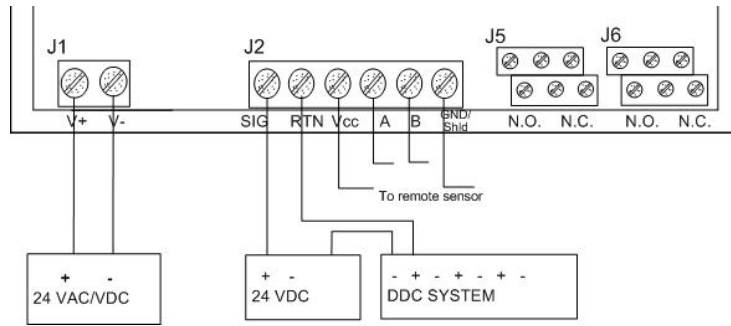 J1
J2
J5
J6
V+ V-
SIG RTN Vcc A B GND/
Shld
N.O. N.C. N.O. N.C.
To remote sensor
+ -
24 VAC/VDC
+ -
24 VDC
- + - + - + -
DDC SYSTEM